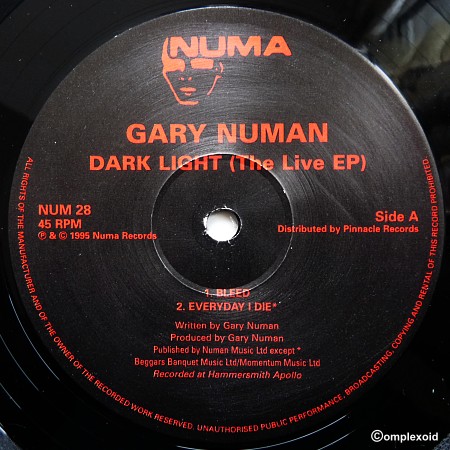 NUMA
GARY NUMAN
DARK LIGHT (The Live EP)
NUM 28
45 RPM
℗ & © 1995 Numa Records
Side A
Distributed by Pinnacle Records
1. BLEED
2. EVERYDAY I DIE*
Written by Gary Numan
Produced by Gary Numan
Published by Numan Music Ltd except *
Beggars Banquet Music Ltd/Momentum Music Ltd
Recorded at Hammersmith Apollo
ALL RIGHTS OF THE MANUFACTURER AND OF THE OWNER OF THE RECORDED WORK RESERVED. UNAUTHORISED PUBLIC PERFORMANCE, BROADCASTING, COPYING AND RENTAL OF THIS RECORD PROHIBITED.
©omplexoid